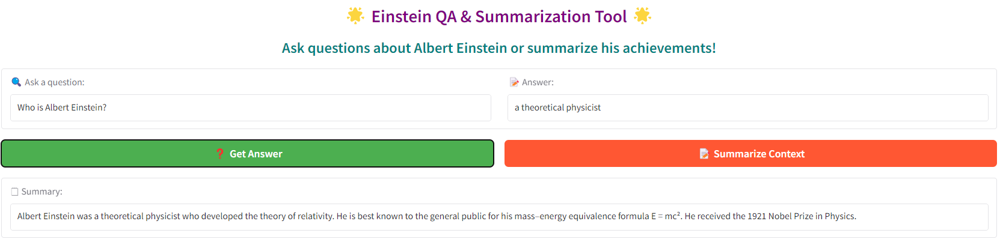 🌟 Einstein QA & Summarization Tool 🌟
Ask questions about Albert Einstein or summarize his achievements!
🔍 Ask a question:
Who is Albert Einstein?
📝 Answer:
a theoretical physicist
❓ Get Answer
📝 Summarize Context
📋 Summary:
Albert Einstein was a theoretical physicist who developed the theory of relativity. He is best known to the general public for his mass–energy equivalence formula E = mc². He received the 1921 Nobel Prize in Physics.